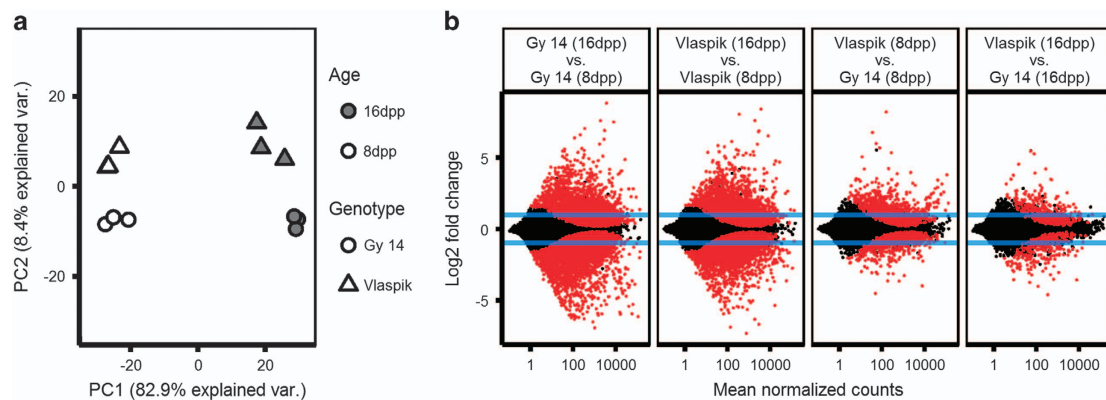 a
PC2 (8.4% explained var.)
20
0
-20
-20
0
20
PC1 (82.9% explained var.)
Age
16dpp
8dpp
Genotype
Gy 14
Vlaspik
b
Gy 14 (16dpp)
vs.
Gy 14 (8dpp)
Vlaspik (16dpp)
vs.
Vlaspik (8dpp)
Vlaspik (8dpp)
vs.
Gy 14 (8dpp)
Vlaspik (16dpp)
vs.
Gy 14 (16dpp)
Log2 fold change
5
0
-5
1 100 10000
1 100 10000
1 100 10000
1 100 10000
Mean normalized counts